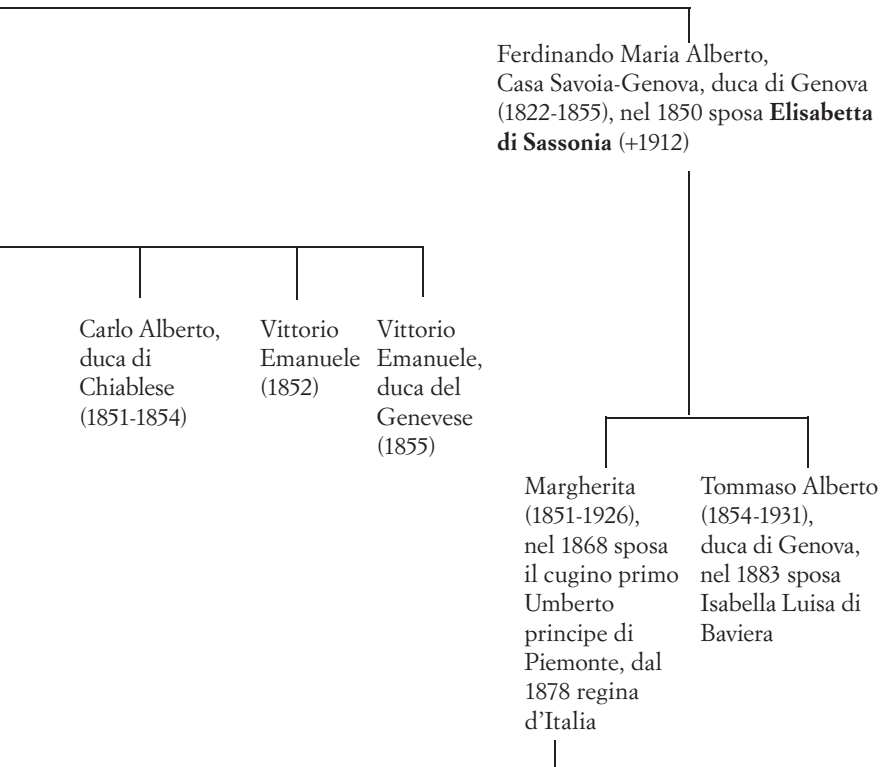 Ferdinando Maria Alberto,
Casa Savoia-Genova, duca di Genova
(1822-1855), nel 1850 sposa Elisabetta
di Sassonia (+1912)
Carlo Alberto,
duca di
Chiablese
(1851-1854)
Vittorio
Emanuele
(1852)
Vittorio
Emanuele,
duca del
Genevese
(1855)
Margherita
(1851-1926),
nel 1868 sposa
il cugino primo
Umberto
principe di
Piemonte, dal
1878 regina
d’Italia
Tommaso Alberto
(1854-1931),
duca di Genova,
nel 1883 sposa
Isabella Luisa di
Baviera